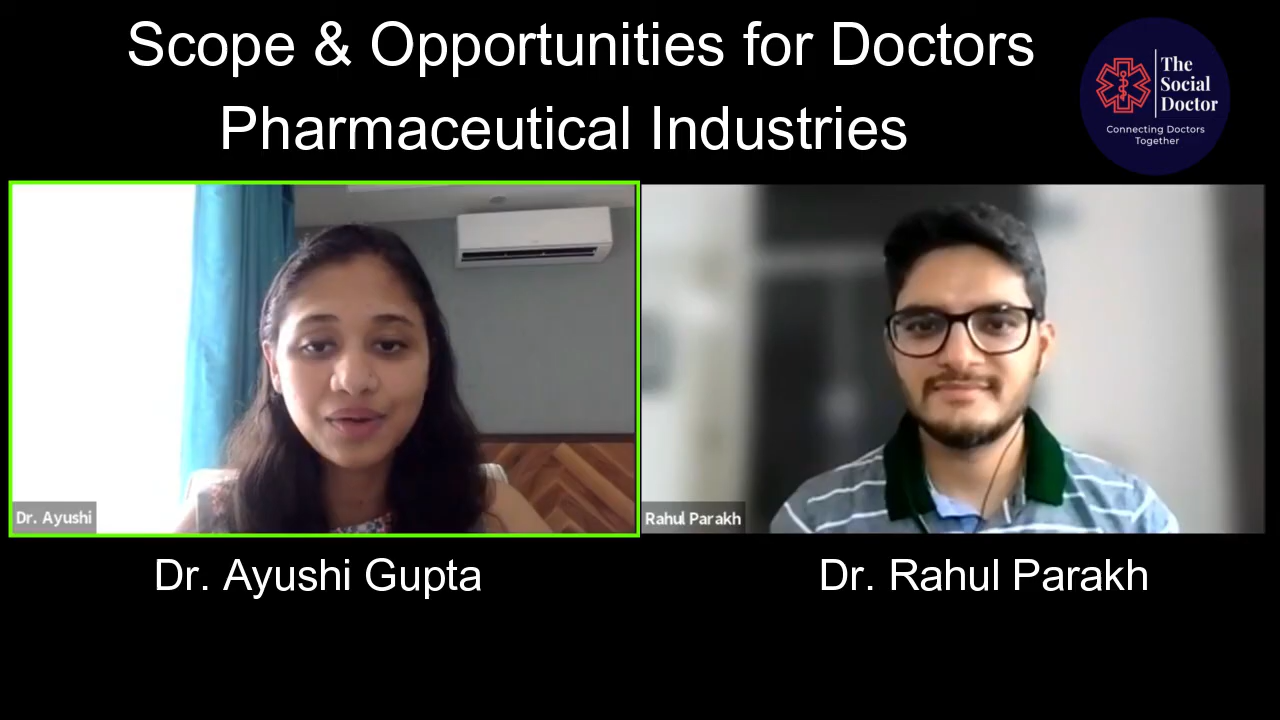 Scope & Opportunities for Doctors
Pharmaceutical Industries
The
Social
Doctor
Connecting Doctors
Together
Dr. Ayushi
Rahul Parakh
Dr. Ayushi Gupta
Dr. Rahul Parakh